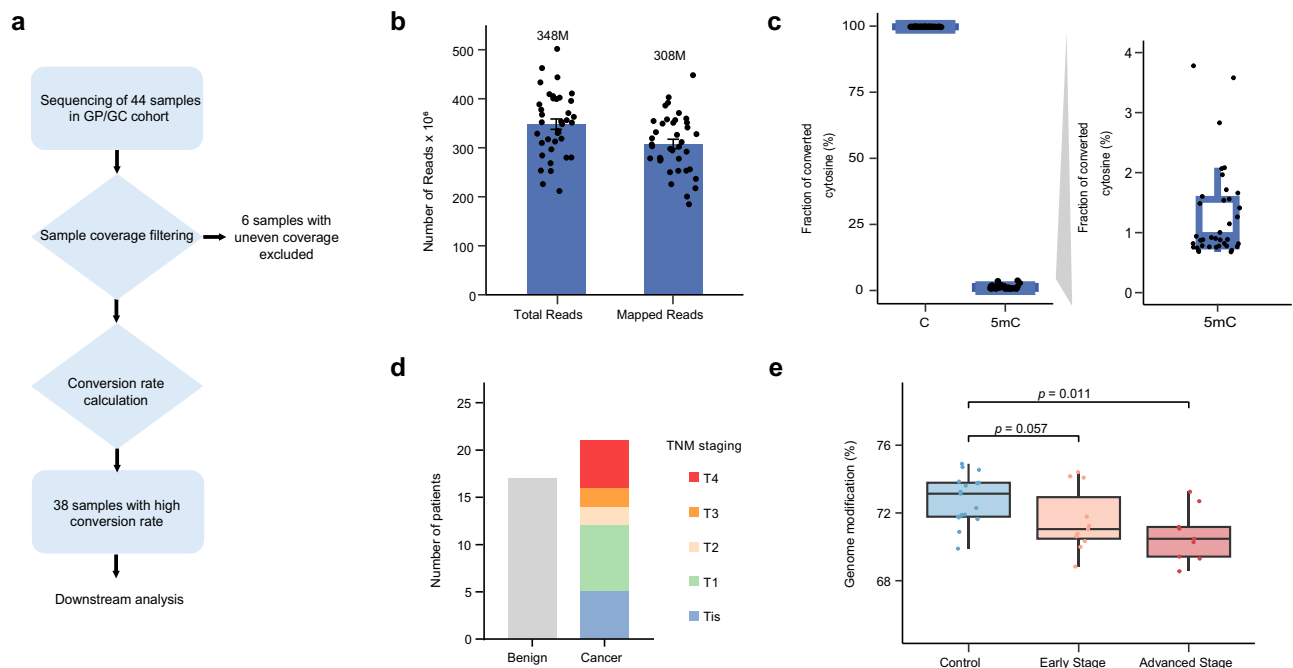 a
Sequencing of 44 samples
in GP/GC cohort
Sample coverage filtering
6 samples with
uneven coverage
excluded
Conversion rate
calculation
38 samples with high
conversion rate
Downstream analysis
b
Number of Reads x 10⁶
500
400
300
200
100
0
348M
308M
Total Reads
Mapped Reads
c
Fraction of converted
cytosine (%)
100
75
50
25
0
C
5mC
Fraction of converted
cytosine (%)
4
3
2
1
0
5mC
d
Number of patients
25
20
15
10
5
0
Benign
Cancer
TNM staging
T4
T3
T2
T1
Tis
e
Genome modification (%)
76
72
68
p = 0.011
p = 0.057
Control
Early Stage
Advanced Stage